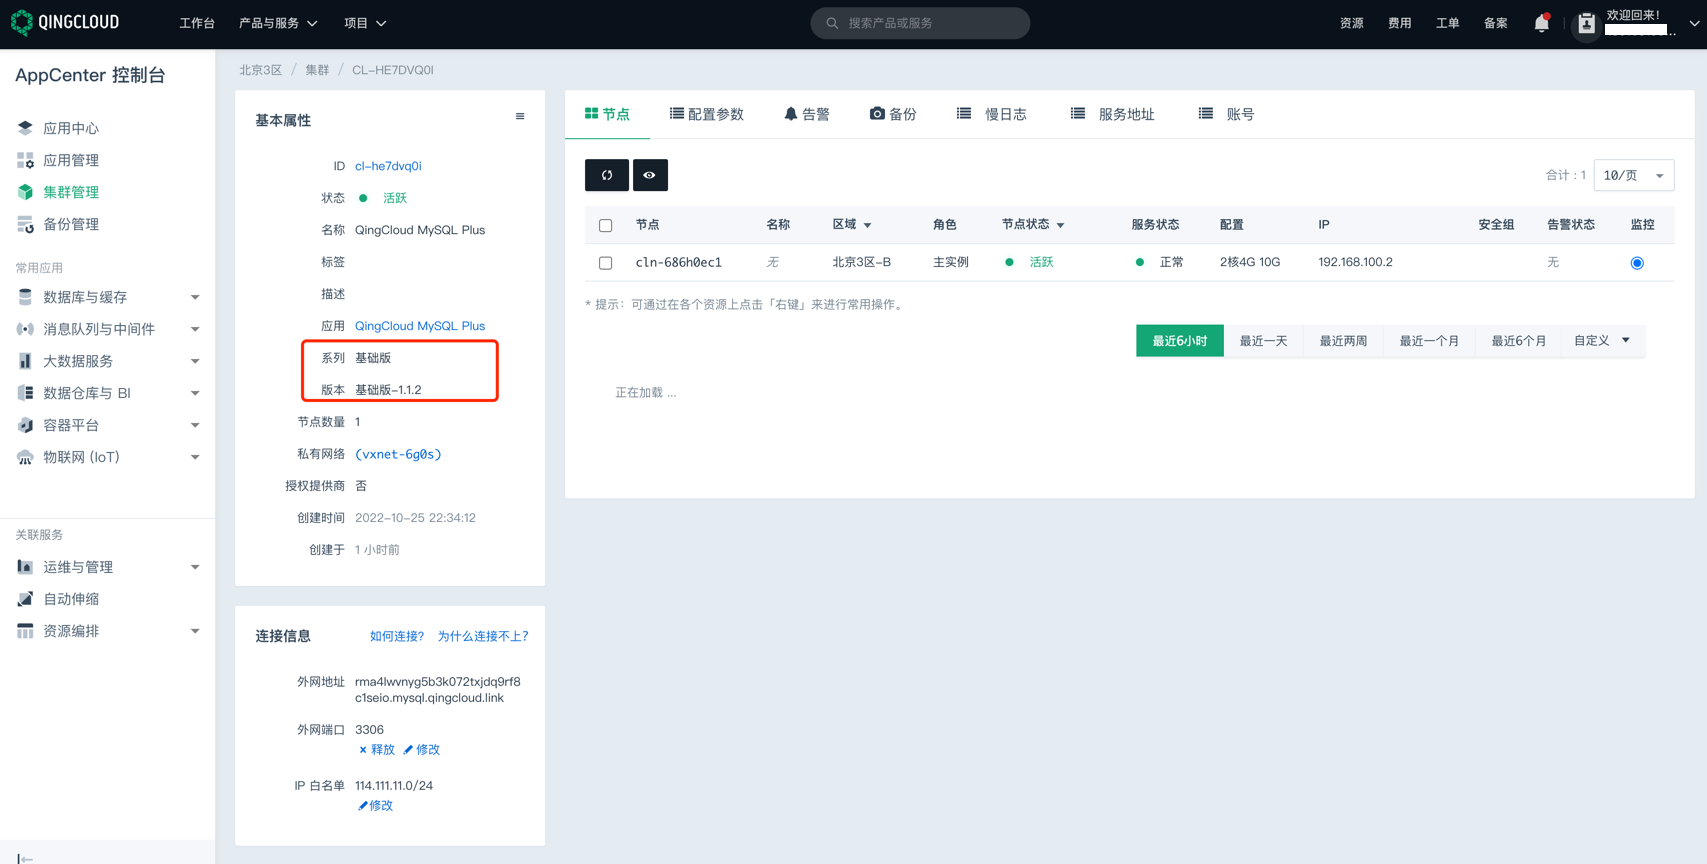 QINGCLOUD
工作台
产品与服务
项目
搜索产品或服务
资源
费用
工单
备案
欢迎回来!
AppCenter 控制台
应用中心
应用管理
集群管理
备份管理
常用应用
数据库与缓存
消息队列与中间件
大数据服务
数据仓库与 BI
容器平台
物联网 (IoT)
关联服务
运维与管理
自动伸缩
资源编排
北京3区 / 集群 / CL-HE7DVQ0I
基本属性
ID cl-he7dvq0i
状态 活跃
名称 QingCloud MySQL Plus
标签
描述
应用 QingCloud MySQL Plus
系列 基础版
版本 基础版-1.1.2
节点数量 1
私有网络 (vxnet-6g0s)
授权提供商 否
创建时间 2022-10-25 22:34:12
创建于 1 小时前
连接信息 如何连接? 为什么连接不上?
外网地址 rma4lwvnyg5b3k072txjdq9rf8
c1seio.mysql.qingcloud.link
外网端口 3306
× 释放 修改
IP 白名单 114.111.11.0/24
修改
节点
配置参数
告警
备份
慢日志
服务地址
账号
合计 : 1 10/页
节点 名称 区域 角色 节点状态 服务状态 配置 IP 安全组 告警状态 监控
cln-686h0ec1 无 北京3区-B 主实例 活跃 正常 2核4G 10G 192.168.100.2 无
* 提示：可通过在各个资源上点击「右键」来进行常用操作。
最近6小时 最近一天 最近两周 最近一个月 最近6个月 自定义
正在加载 ...